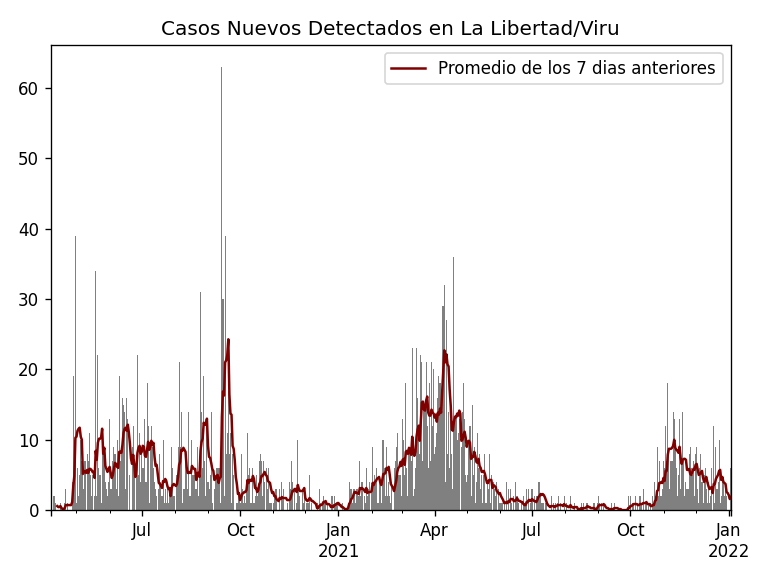 Casos Nuevos Detectados en La Libertad/Viru
Promedio de los 7 dias anteriores
60
50
40
30
20
10
0
Jul Oct Jan Apr Jul Oct Jan
2021 2022